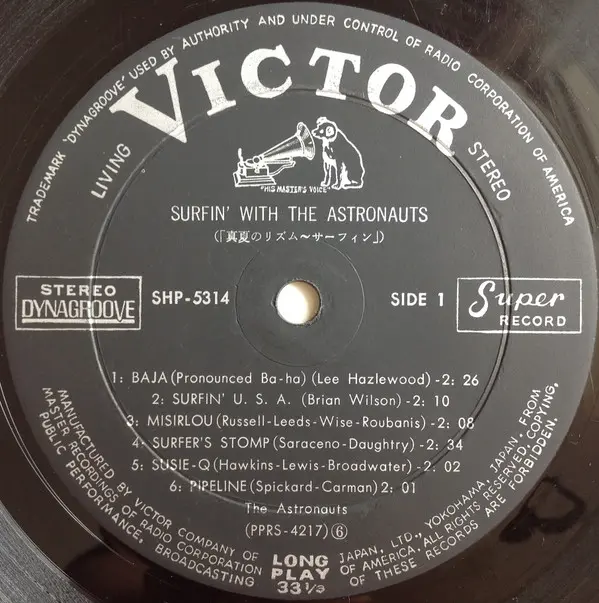 TRADEMARK 'DYNAGROOVE' USED BY AUTHORITY AND UNDER CONTROL OF RADIO CORPORATION OF AMERICA
LIVING VICTOR STEREO
"HIS MASTER'S VOICE"
SURFIN' WITH THE ASTRONAUTS
(「真夏のリズム～サーフィン」)
STEREO
DYNAGROOVE
SHP-5314
SIDE 1
Super
RECORD
1: BAJA (Pronounced Ba-ha) (Lee Hazlewood) - 2: 26
2: SURFIN' U. S. A. (Brian Wilson) - 2: 10
3: MISIRLOU (Russell-Leeds-Wise-Roubanis) - 2: 08
4: SURFER'S STOMP (Saraceno-Daughtry) - 2: 34
5: SUSIE-Q (Hawkins-Lewis-Broadwater) - 2: 02
6: PIPELINE (Spickard-Carman) 2: 01
The Astronauts
(PPRS-4217) ⑥
MANUFACTURED BY VICTOR COMPANY OF JAPAN, LTD., YOKOHAMA, JAPAN, FROM
MASTER RECORDINGS OF RADIO CORPORATION OF AMERICA. ALL RIGHTS RESERVED. COPYING,
PUBLIC PERFORMANCE, BROADCASTING OF THESE RECORDS ARE FORBIDDEN.
LONG
PLAY
33 1/3